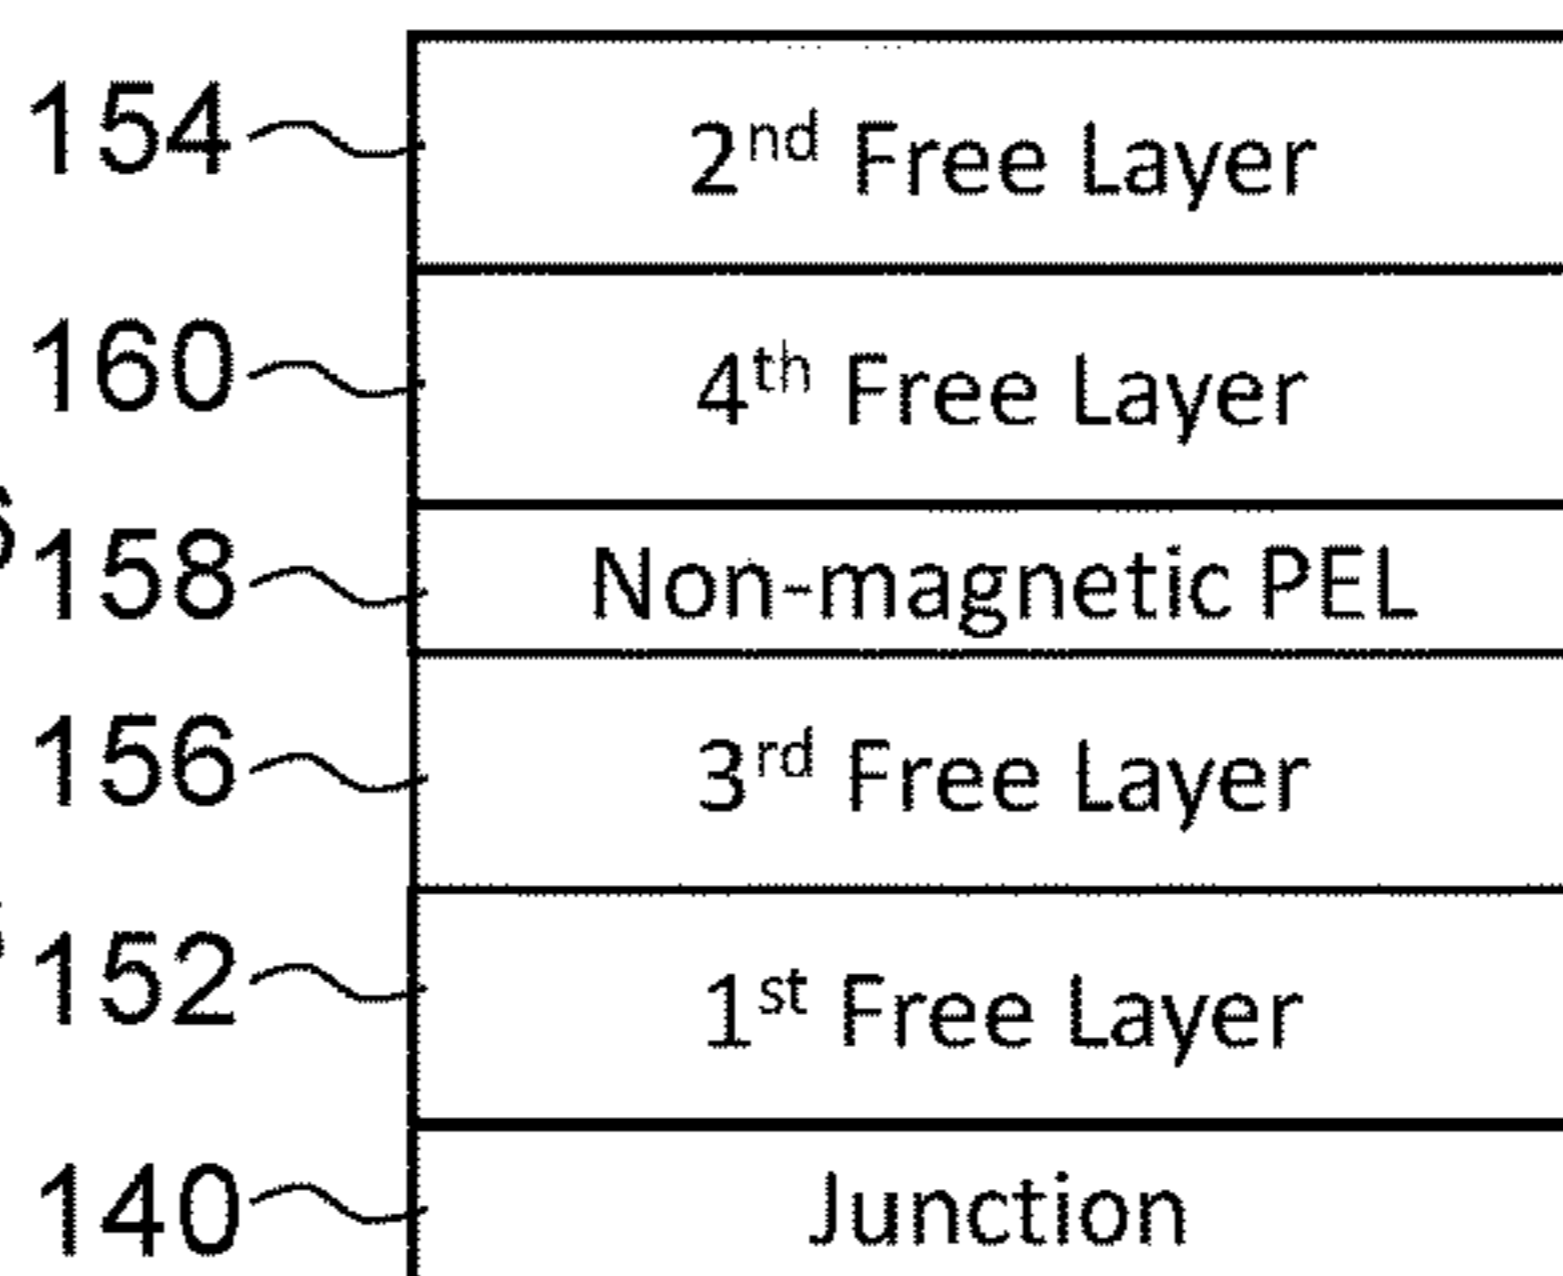 154 2nd Free Layer
160 4th Free Layer
158 Non-magnetic PEL
156 3rd Free Layer
152 1st Free Layer
140 Junction